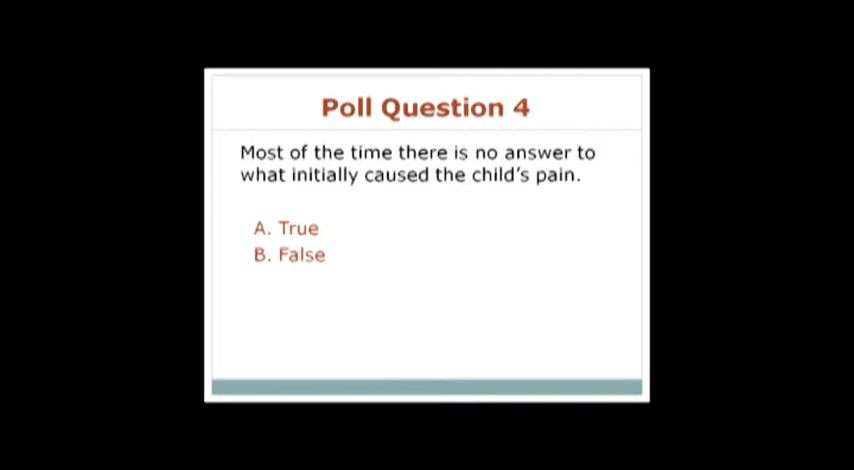 Poll Question 4
Most of the time there is no answer to
what initially caused the child's pain.
A. True
B. False